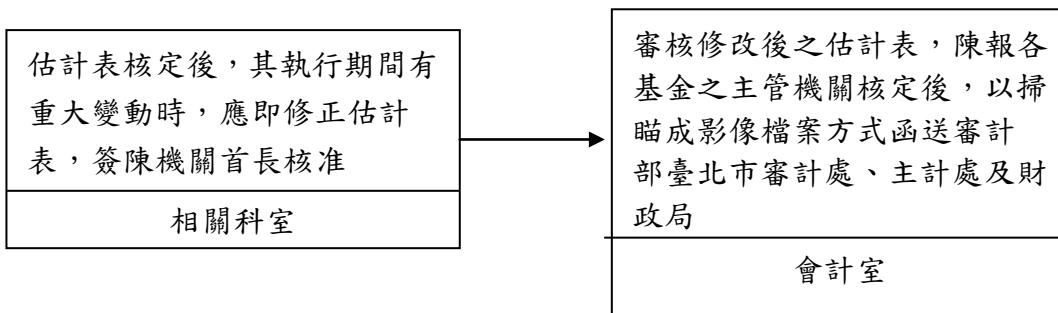 估計表核定後，其執行期間有
重大變動時，應即修正估計
表，簽陳機關首長核准
相關科室
審核修改後之估計表，陳報各
基金之主管機關核定後，以掃
瞄成影像檔案方式函送審計
部臺北市審計處、主計處及財
政局
會計室